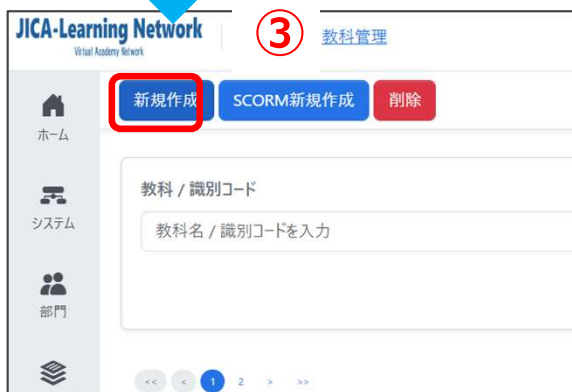 JICA-Learning Network
Virtual Academy Network
③
教科管理
新規作成
SCORM新規作成
削除
ホーム
教科 / 識別コード
教科名 / 識別コードを入力
システム
部門
<< < 1 2 > >>